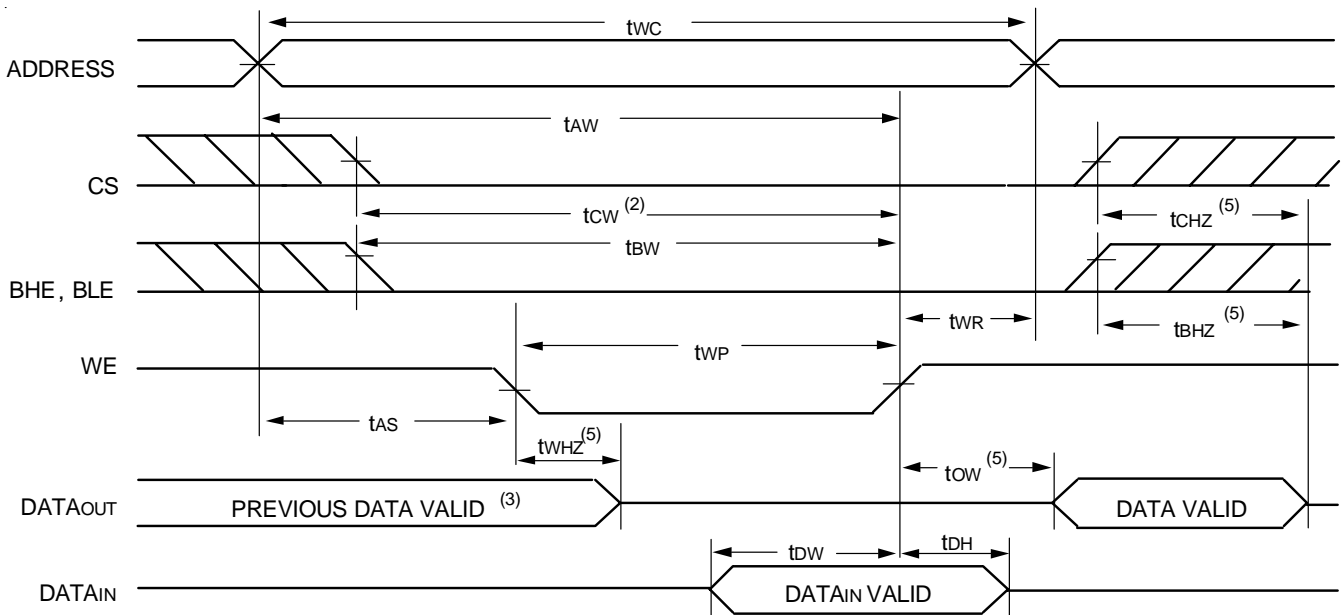 tWC
ADDRESS
tAW
CS
tCW (2)
tCHZ (5)
tBW
BHE, BLE
tWR
tBHZ (5)
tWP
WE
tAS
tWHZ (5)
tOW (5)
DATAOUT
PREVIOUS DATA VALID (3)
DATA VALID
tDW
tDH
DATAIN
DATAIN VALID